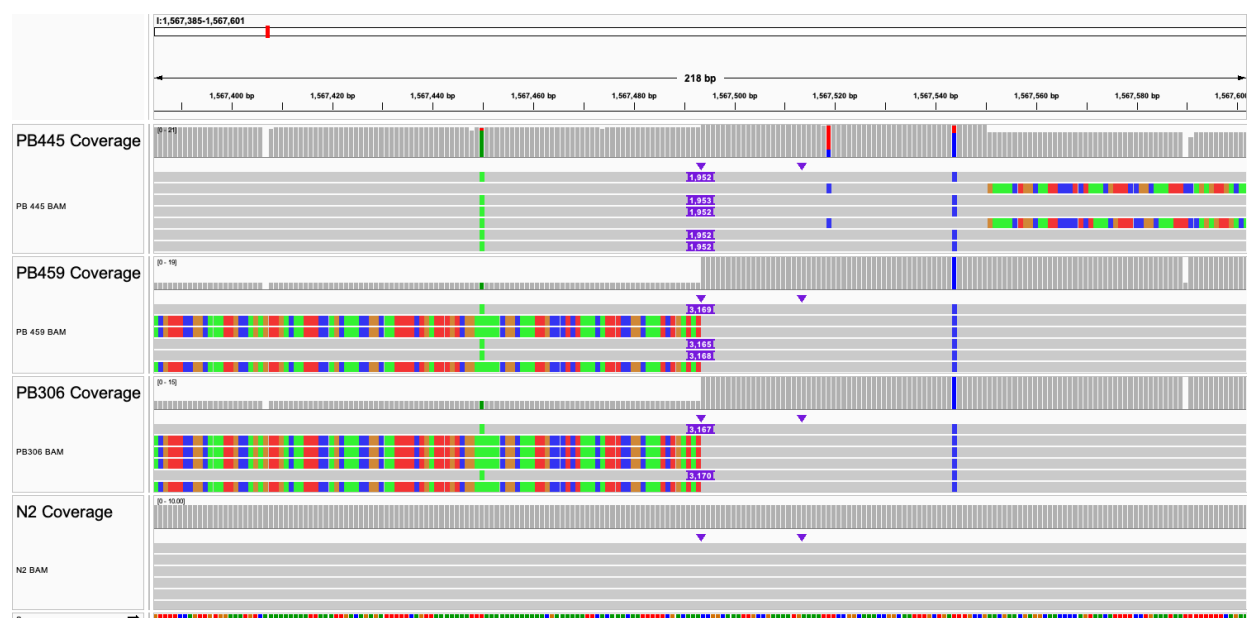 I:1,567,385-1,567,601
218 bp
1,567,400 bp 1,567,420 bp 1,567,440 bp 1,567,460 bp 1,567,480 bp 1,567,500 bp 1,567,520 bp 1,567,540 bp 1,567,560 bp 1,567,580 bp 1,567,60
PB445 Coverage
[0 - 21]
1,952
PB 445 BAM
1,953
1,952
1,952
1,952
PB459 Coverage
[0 - 19]
3,169
PB 459 BAM
3,165
3,168
PB306 Coverage
[0 - 15]
3,167
PB306 BAM
3,170
N2 Coverage
[0 - 10.00]
N2 BAM